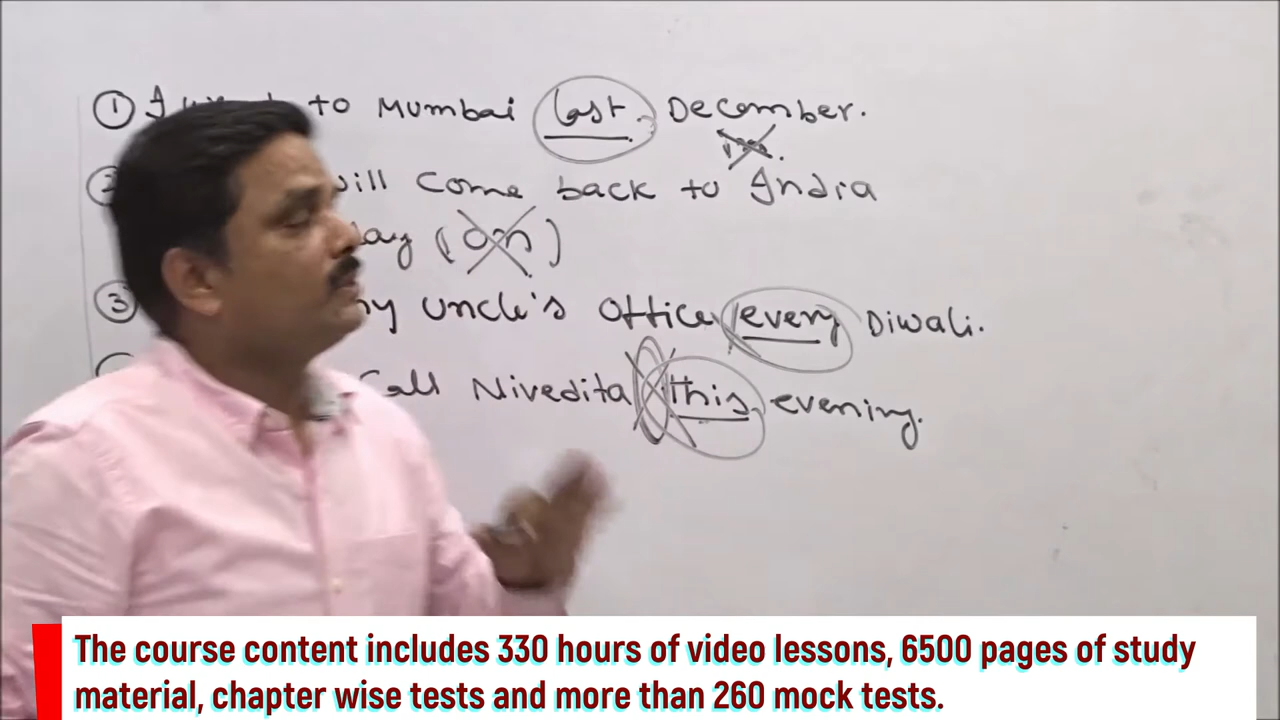 ① I to Mumbai last December.
in.
will come back to India
(on)
③ my uncle's office every Diwali.
Call Nivedita this evening.
The course content includes 330 hours of video lessons, 6500 pages of study
material, chapter wise tests and more than 260 mock tests.